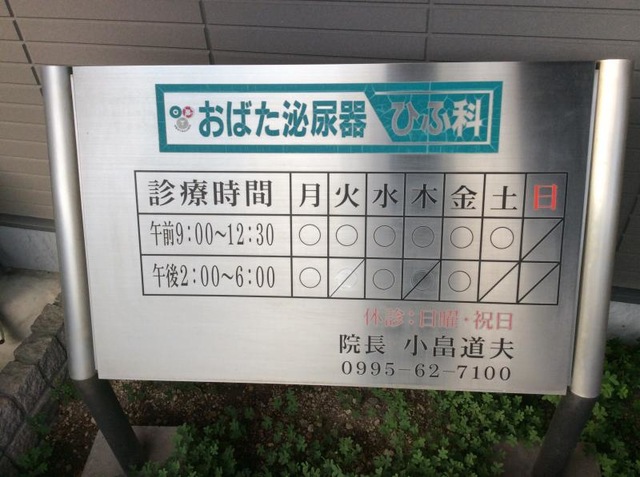 おばた泌尿器ひふ科
診療時間 月 火 水 木 金 土 日
午前9:00〜12:30 ○ ○ ○ ○ ○ ○ ／
午後2:00〜6:00 ○ ／ ○ ／ ○ ／ ／
休診:日曜・祝日
院長 小畠道夫
0995-62-7100